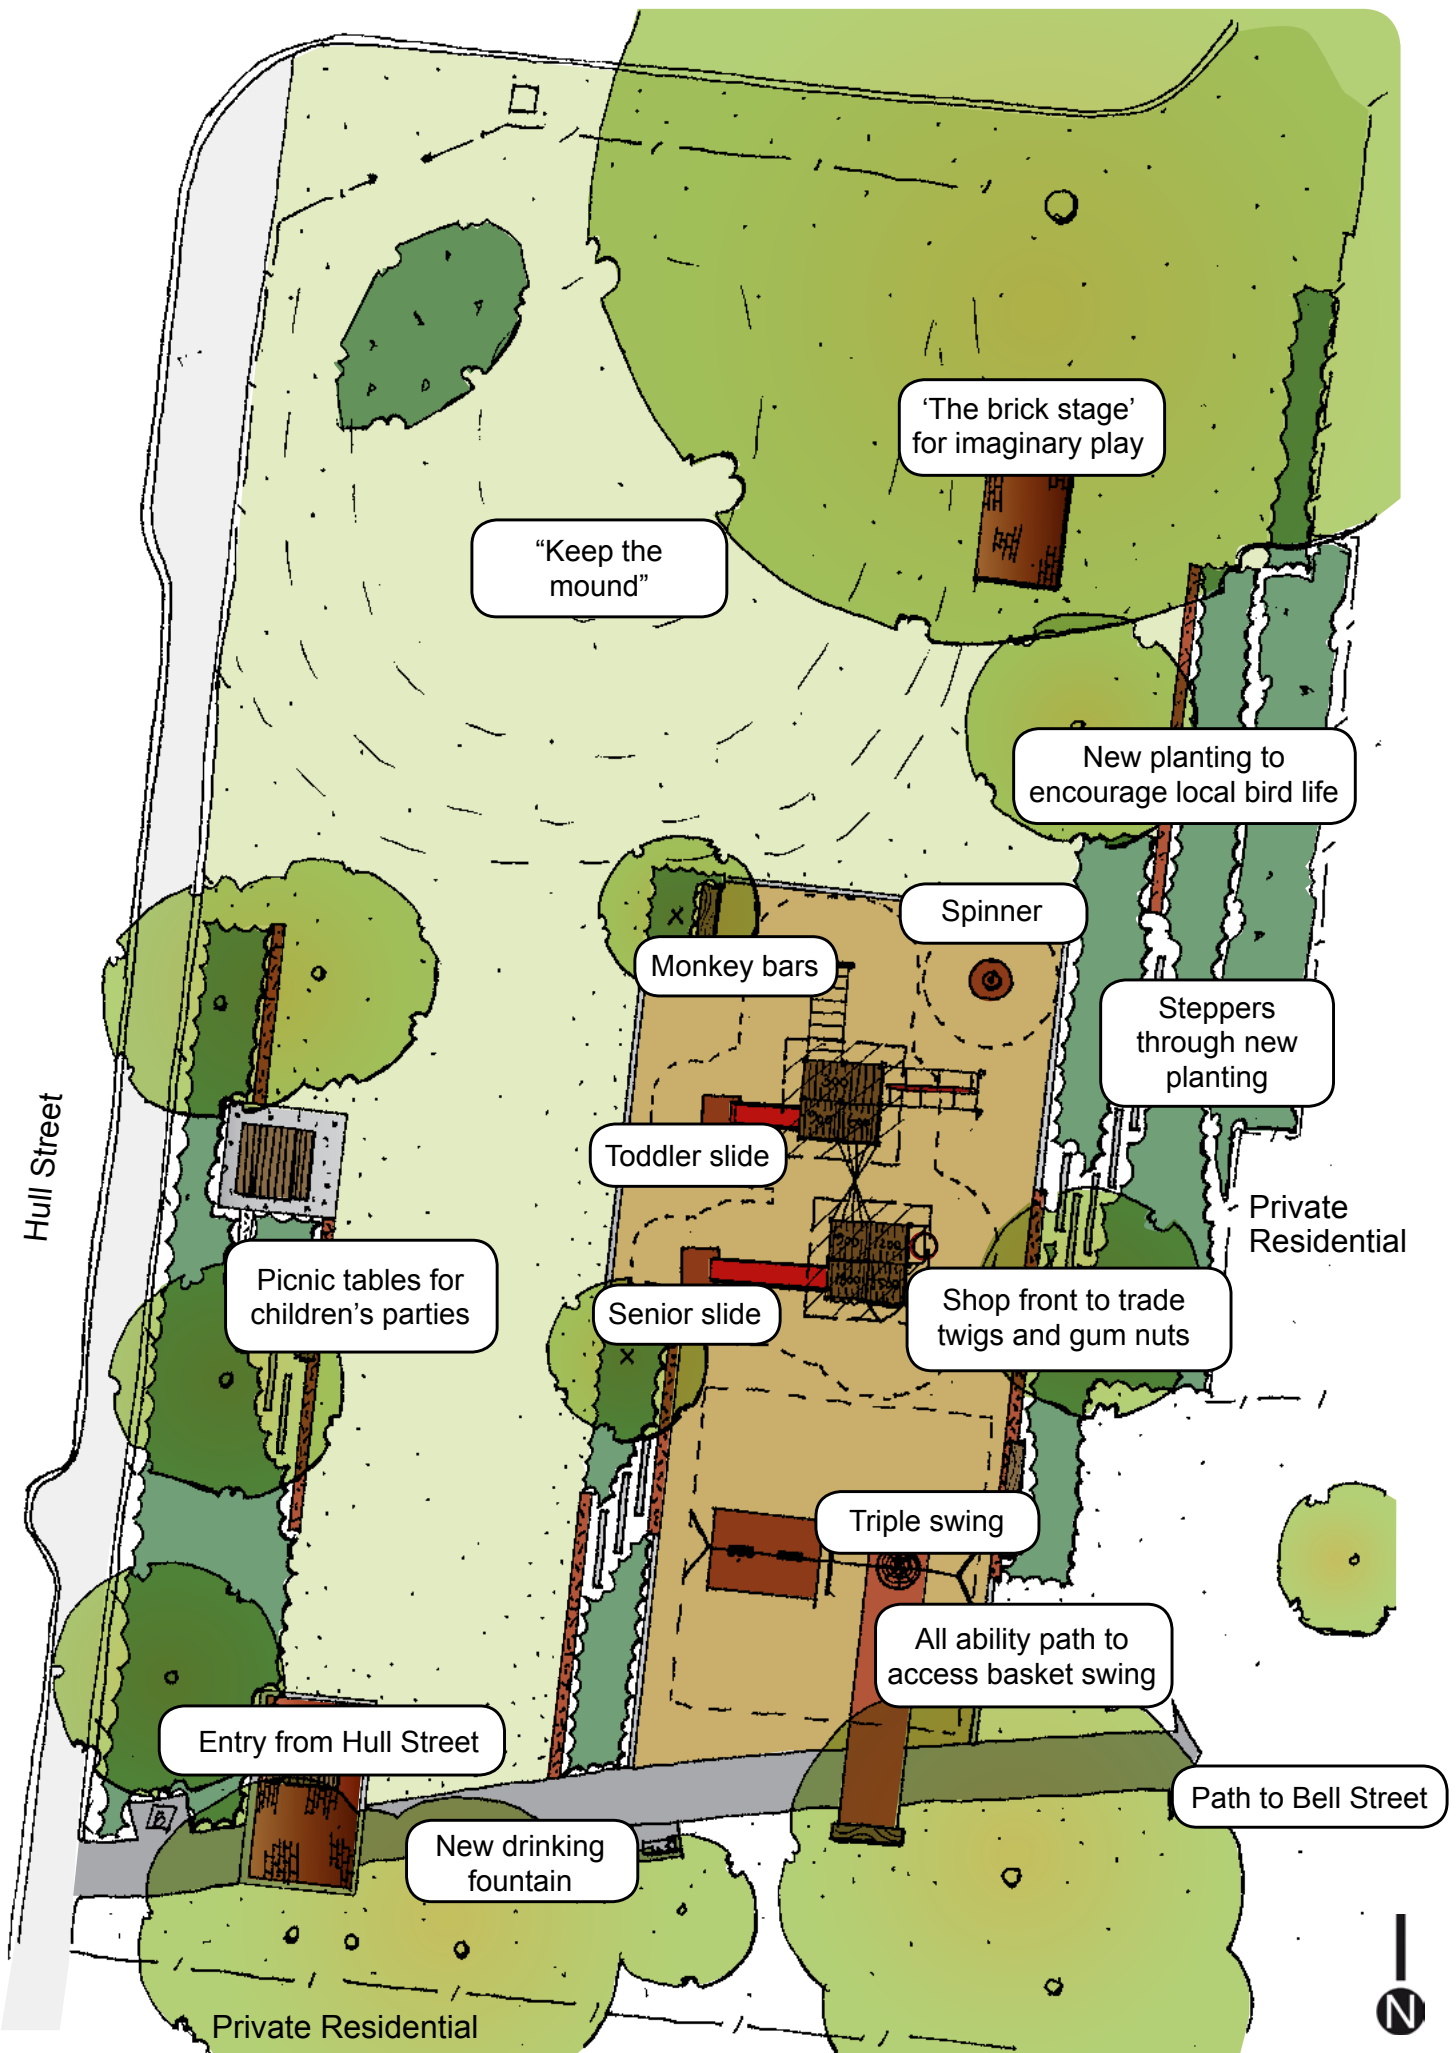 ‘The brick stage’
for imaginary play
“Keep the
mound”
New planting to
encourage local bird life
Spinner
Monkey bars
Steppers
through new
planting
Hull Street
Toddler slide
Private
Residential
Picnic tables for
children’s parties
Senior slide
Shop front to trade
twigs and gum nuts
Triple swing
All ability path to
access basket swing
Entry from Hull Street
Path to Bell Street
B
New drinking
fountain
N
Private Residential